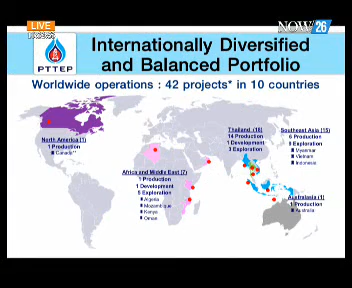 LIVE
NOW 26
PTTEP
Internationally Diversified
and Balanced Portfolio
Worldwide operations : 42 projects* in 10 countries
North America (1)
1 Production
Canada
Africa and Middle East (7)
1 Production
1 Development
5 Exploration
Algeria
Mozambique
Kenya
Oman
Thailand (18)
14 Production
1 Development
3 Exploration
Southeast Asia (15)
6 Production
9 Exploration
Myanmar
Vietnam
Indonesia
Australasia (1)
1 Production
Australia